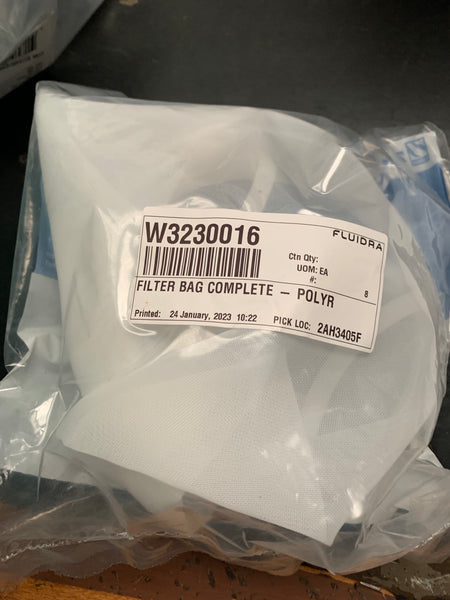 W3230016
FLUIDRA
Ctn Qty:
UOM: EA
#: 8
FILTER BAG COMPLETE – POLYR
Printed: 24 January, 2023 10:22 PICK LOC: 2AH3405F